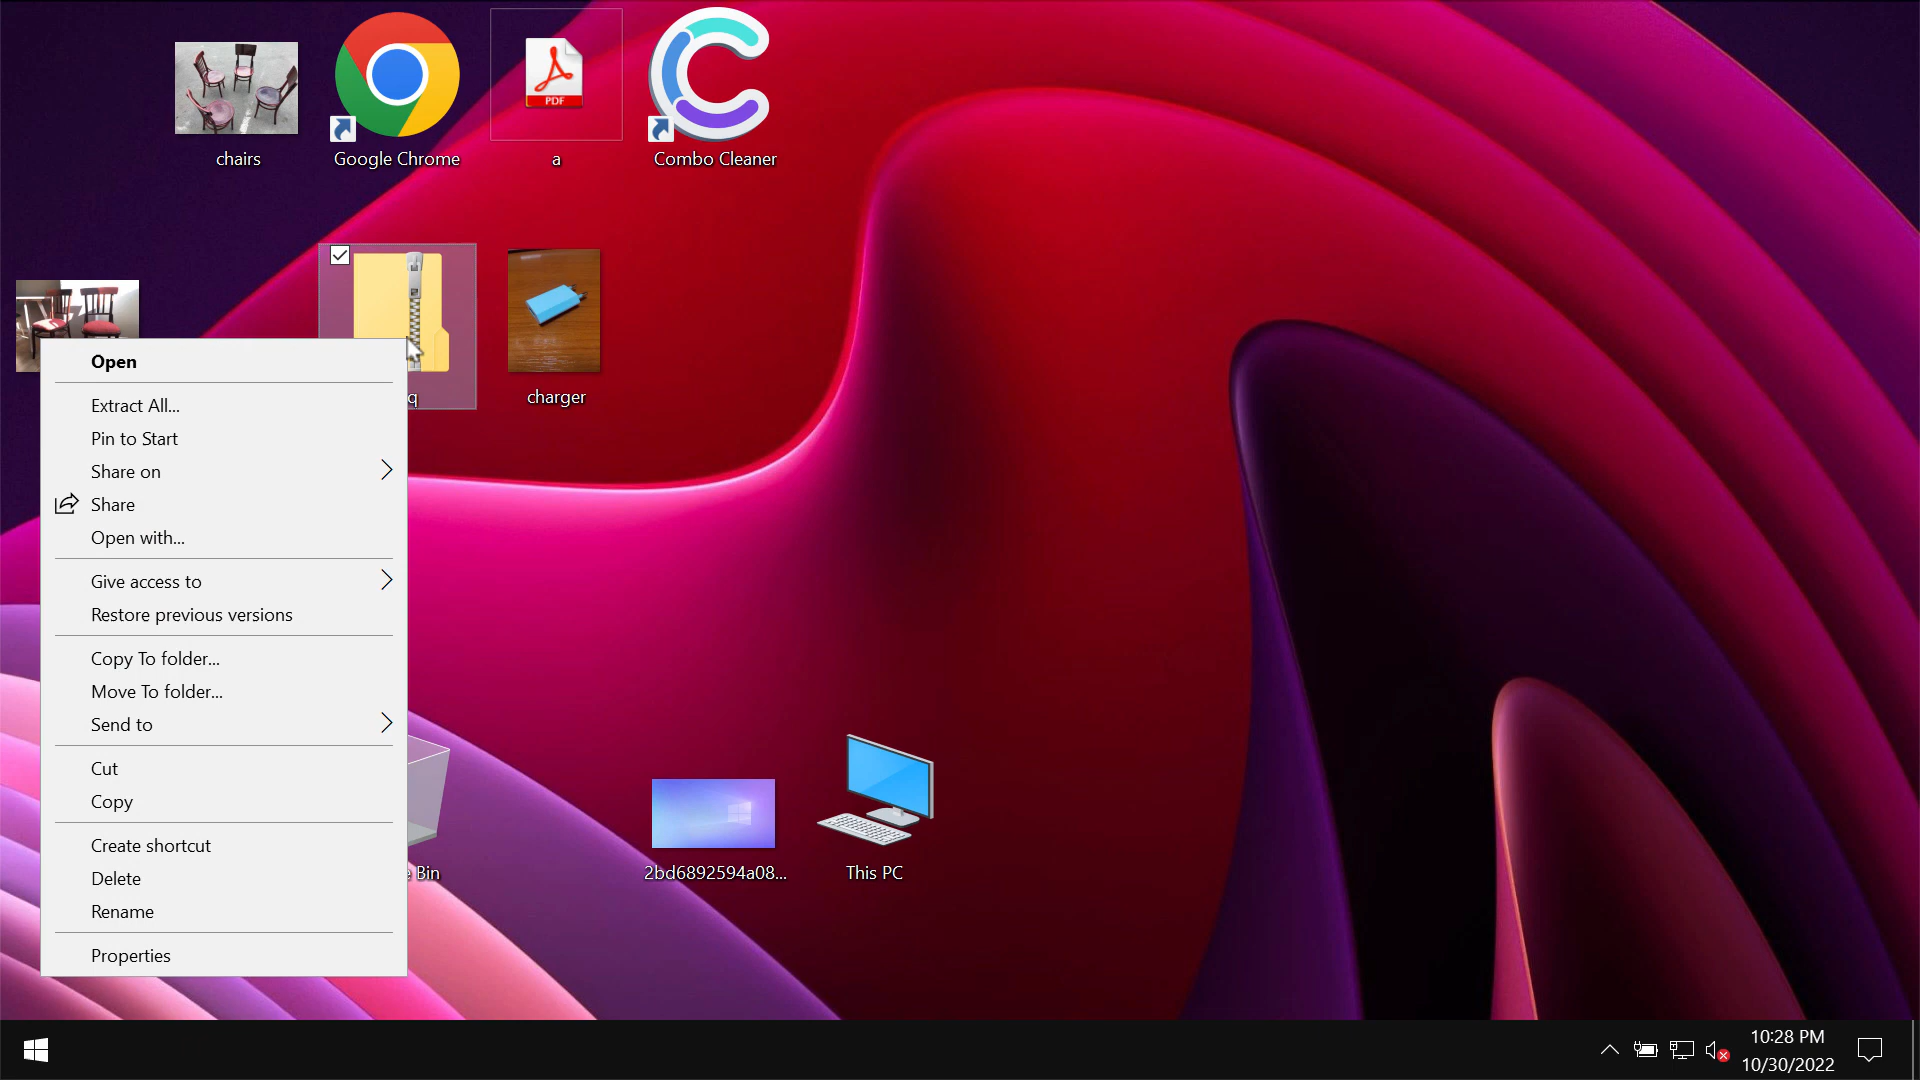 chairs
Google Chrome
PDF
a
Combo Cleaner
q
charger
Open
Extract All...
Pin to Start
Share on
Share
Open with...
Give access to
Restore previous versions
Copy To folder...
Move To folder...
Send to
Cut
Copy
Create shortcut
Delete
Rename
Properties
e Bin
2bd6892594a08...
This PC
10:28 PM
10/30/2022